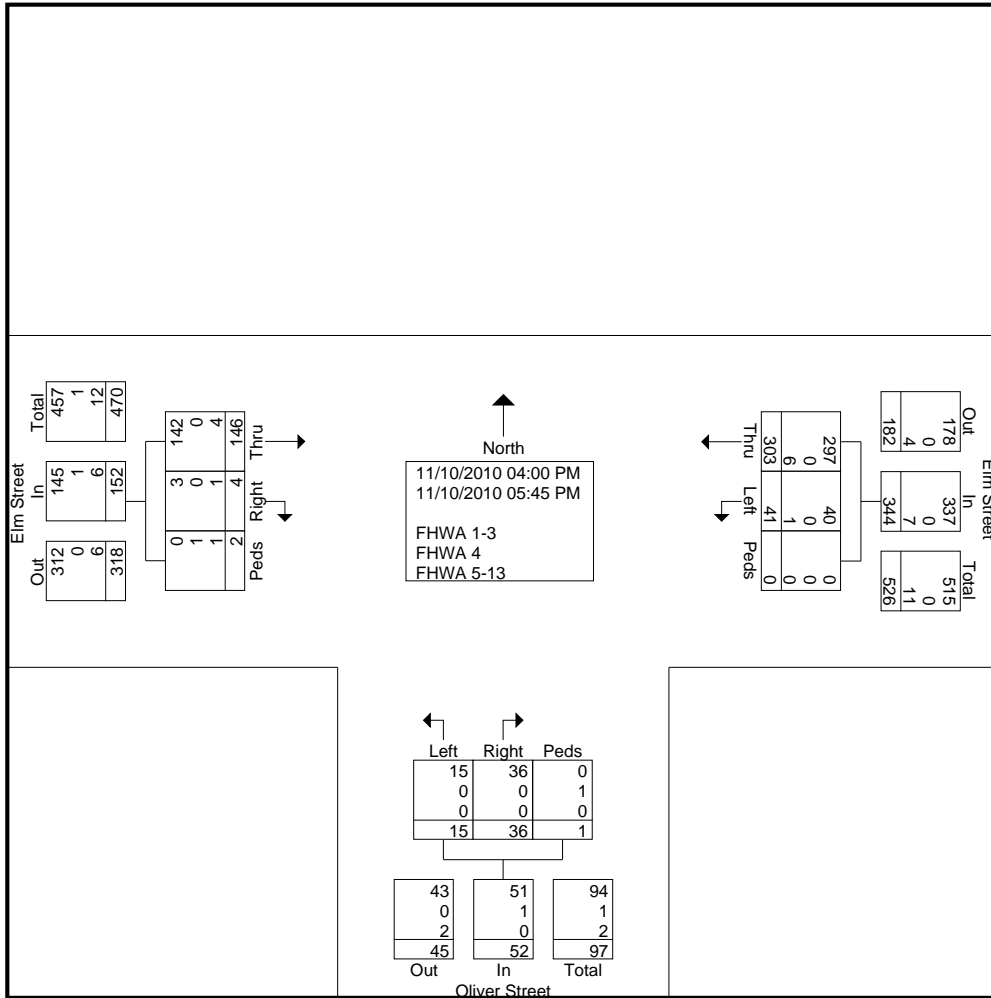 Elm Street
Out In Total
312 145 457
0 1 1
6 6 12
318 152 470
Peds Right Thru
0 3 142
1 0 0
1 1 4
2 4 146
North
11/10/2010 04:00 PM
11/10/2010 05:45 PM
FHWA 1-3
FHWA 4
FHWA 5-13
Elm Street
Out In Total
178 337 515
0 0 0
4 7 11
182 344 526
297 40 0
0 0 0
6 1 0
303 41 0
Thru Left Peds
Left Right Peds
15 36 0
0 0 1
0 0 0
15 36 1
43 51 94
0 1 1
2 0 2
45 52 97
Out In Total
Oliver Street